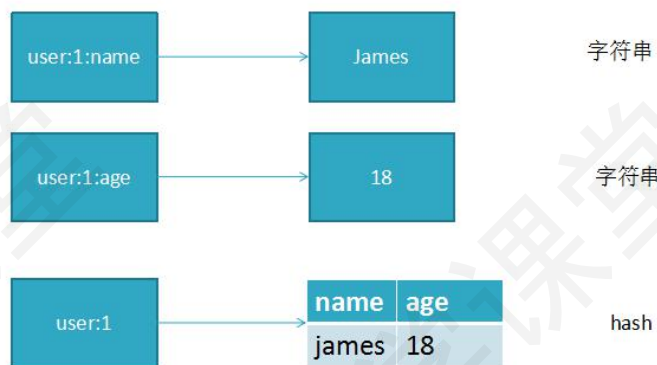 user:1:name James 字符串
user:1:age 18 字符串
name age
user:1 hash
james 18